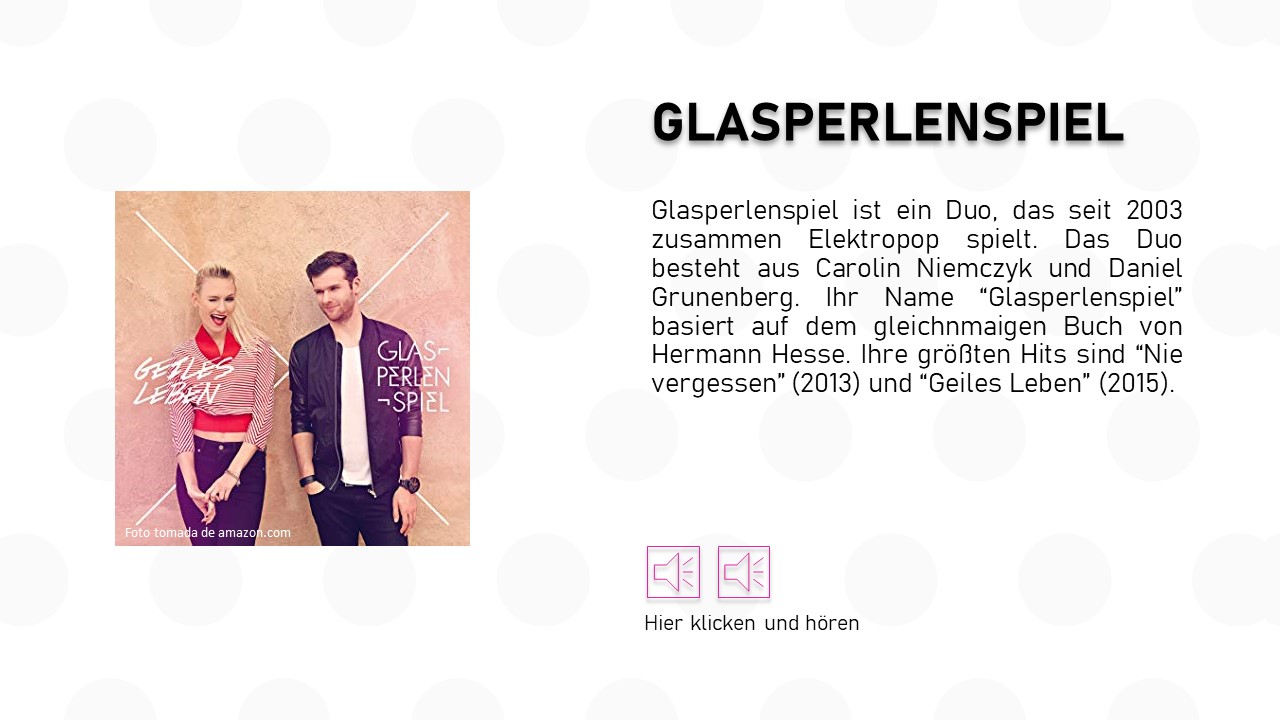 GLASPERLENSPIEL
Glasperlenspiel ist ein Duo, das seit 2003
zusammen Elektropop spielt. Das Duo
besteht aus Carolin Niemczyk und Daniel
Grunenberg. Ihr Name “Glasperlenspiel”
basiert auf dem gleichnmaigen Buch von
Hermann Hesse. Ihre größten Hits sind “Nie
vergessen” (2013) und “Geiles Leben” (2015).
GEILES
LEBEN
GLAS-
PERLEN
-SPIEL
Foto tomada de amazon.com
Hier klicken und hören